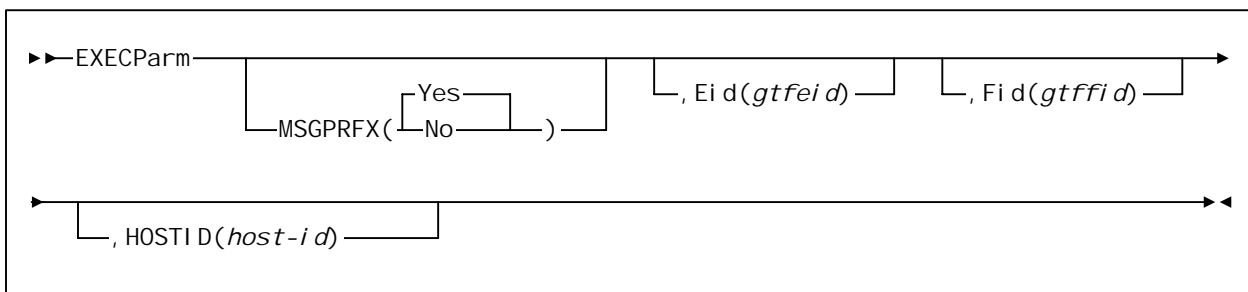 EXECParm
MSGPRFX(
Yes
No
)
,Eid(gtfeid)
,Fid(gtffid)
,HOSTID(host-id)